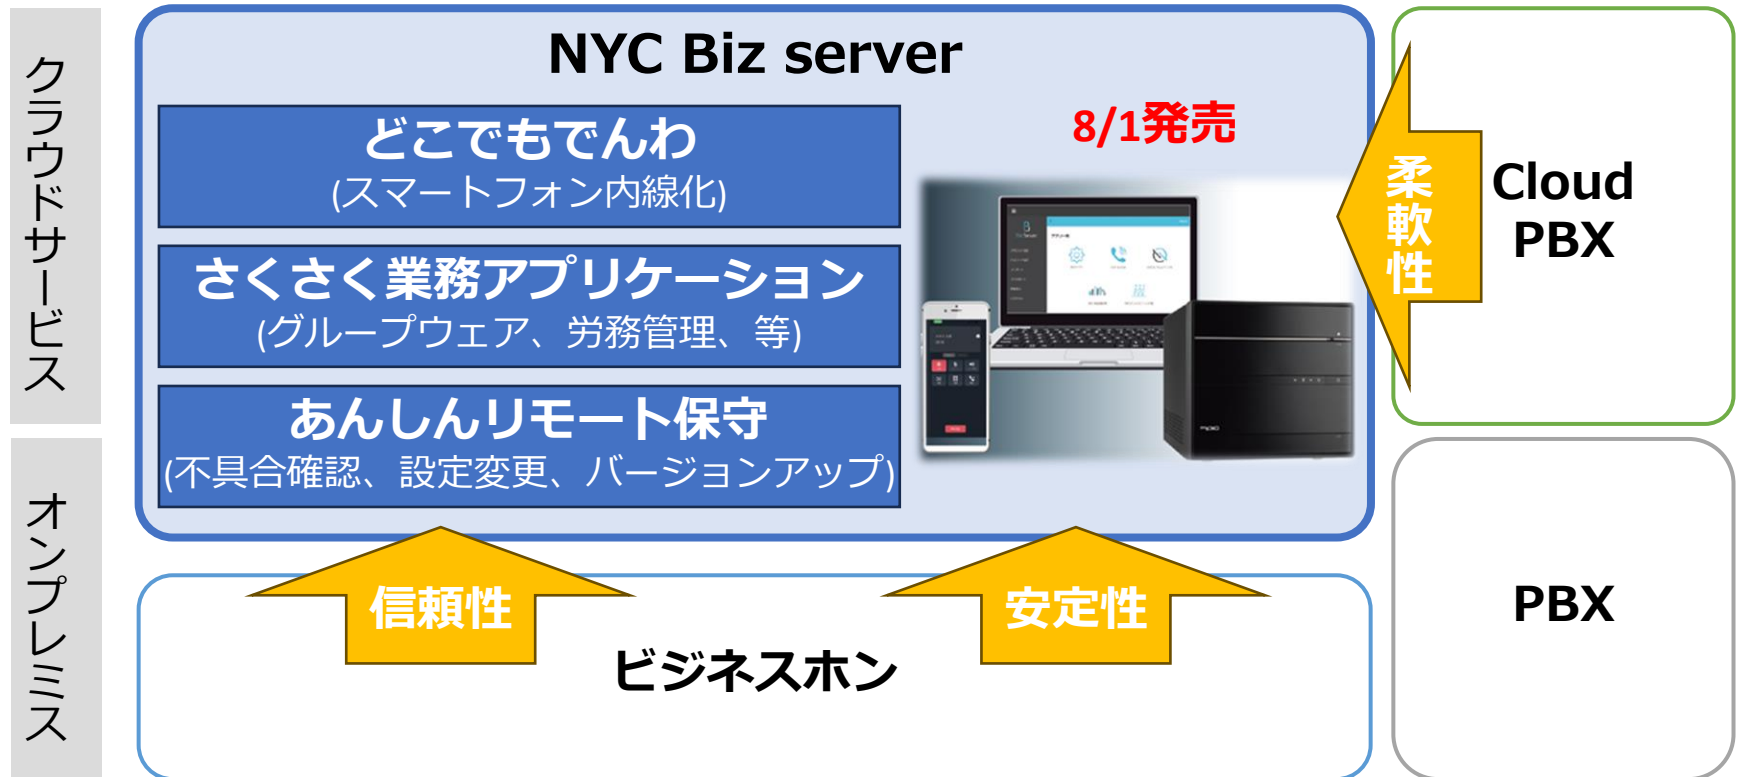 クラウドサービス
NYC Biz server
8/1発売
どこでもでんわ
(スマートフォン内線化)
さくさく業務アプリケーション
(グループウェア、労務管理、等)
あんしんリモート保守
(不具合確認、設定変更、バージョンアップ)
柔軟性
Cloud
PBX
オンプレミス
信頼性
安定性
ビジネスホン
PBX